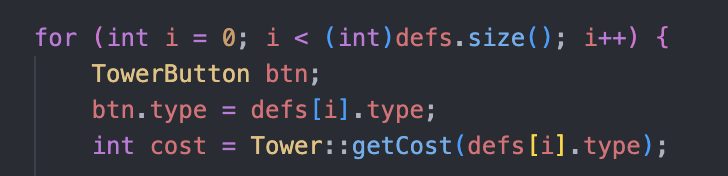 for (int i = 0; i < (int)defs.size(); i++) {
TowerButton btn;
btn.type = defs[i].type;
int cost = Tower::getCost(defs[i].type);